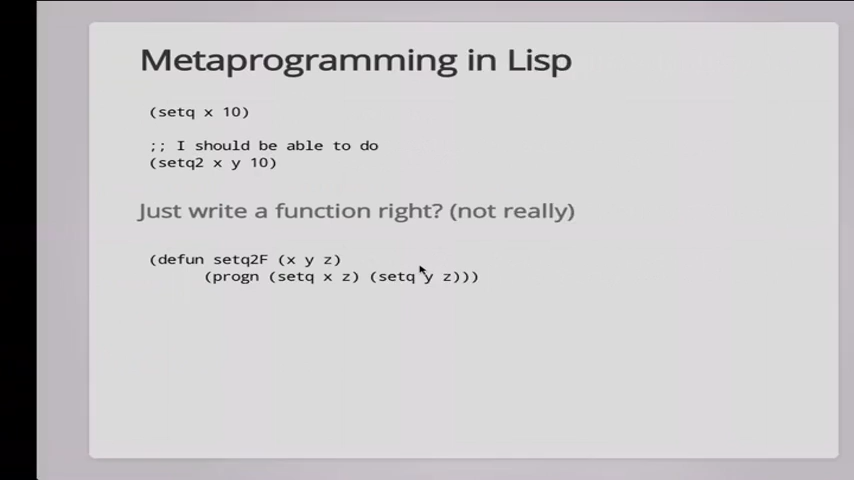 Metaprogramming in Lisp
(setq x 10)
;; I should be able to do
(setq2 x y 10)
Just write a function right? (not really)
(defun setq2F (x y z)
(progn (setq x z) (setq y z)))